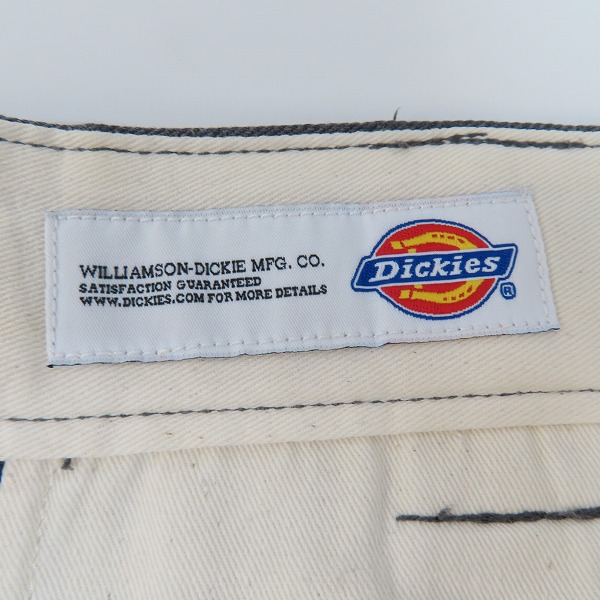 WILLIAMSON-DICKIE MFG. CO.
SATISFACTION GUARANTEED
WWW.DICKIES.COM FOR MORE DETAILS
Dickies
®